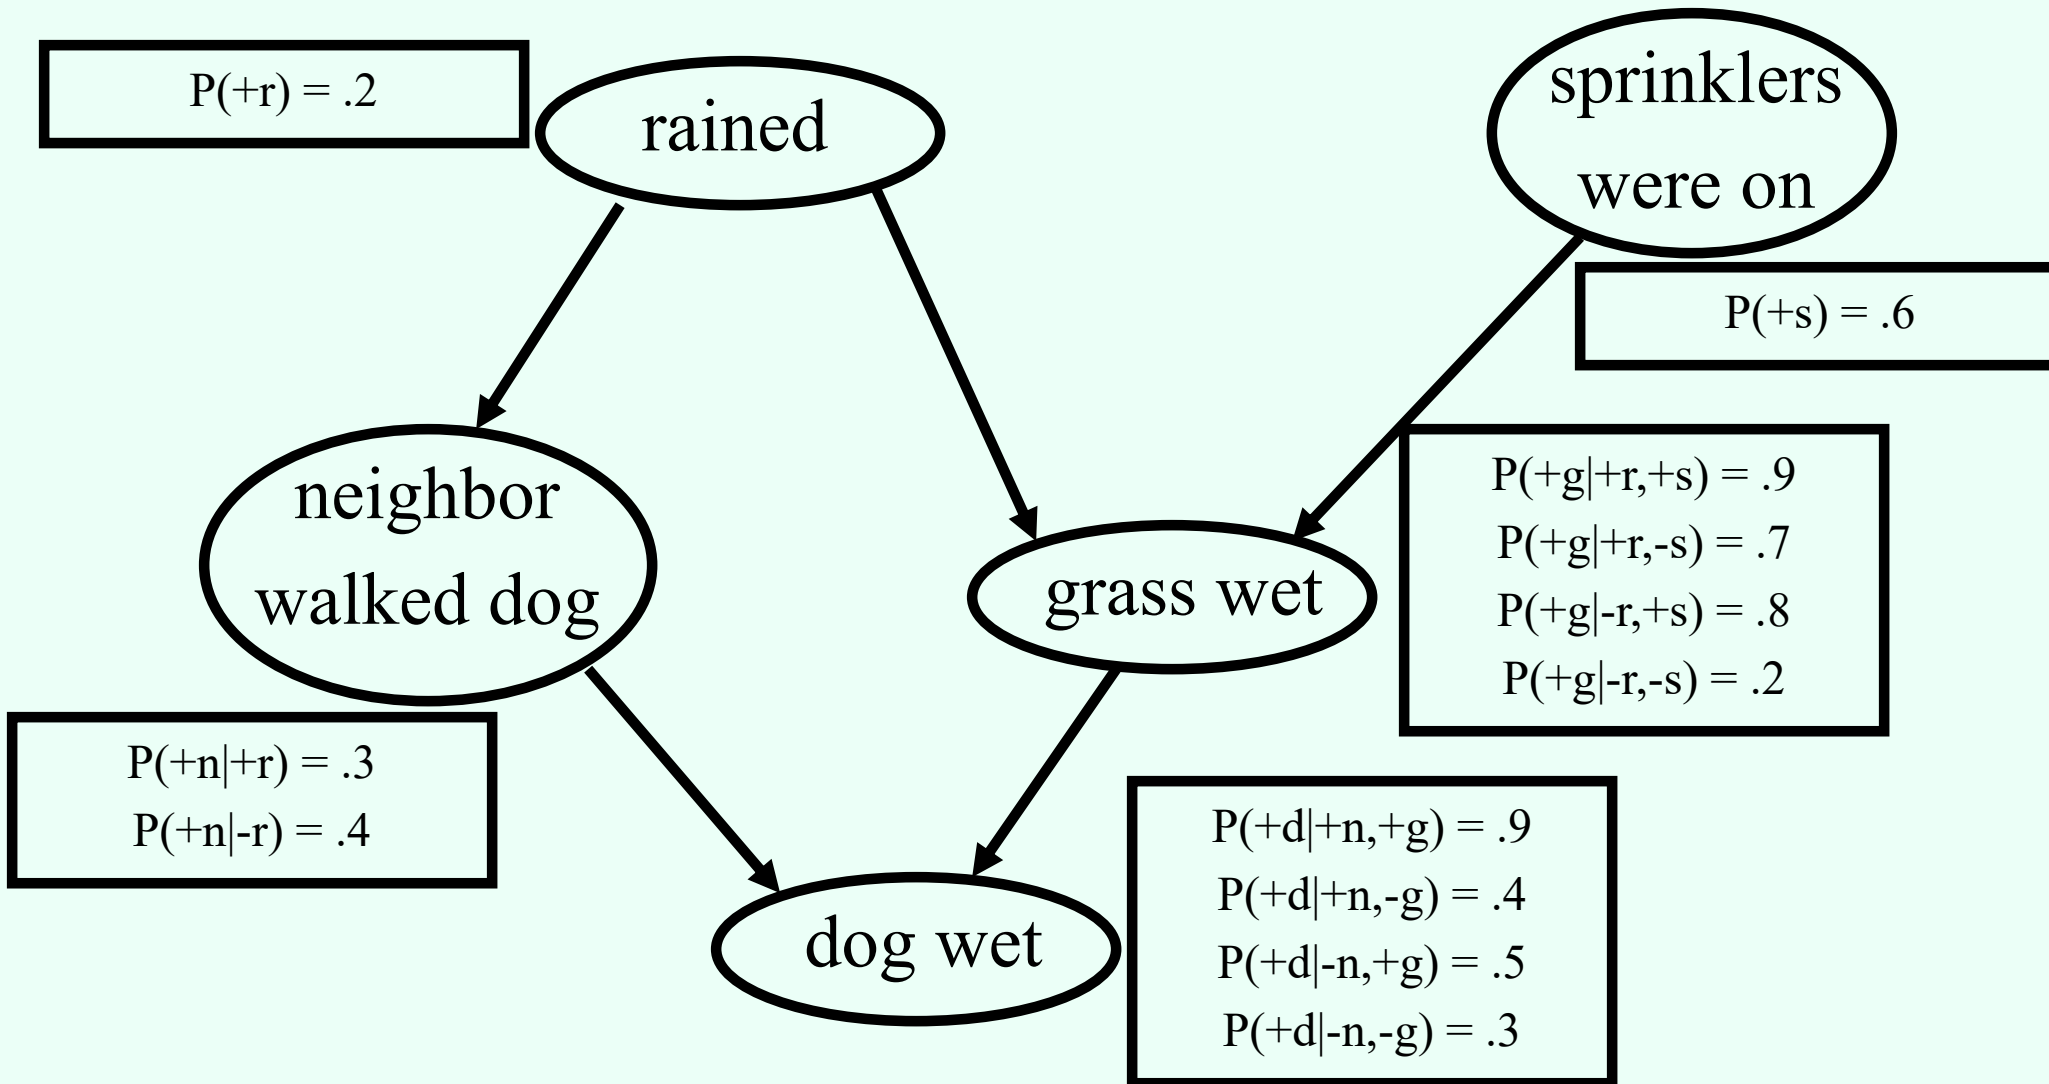 P(+r) = .2
rained
sprinklers
were on
P(+s) = .6
neighbor
walked dog
grass wet
P(+g|+r,+s) = .9
P(+g|+r,-s) = .7
P(+g|-r,+s) = .8
P(+g|-r,-s) = .2
P(+n|+r) = .3
P(+n|-r) = .4
dog wet
P(+d|+n,+g) = .9
P(+d|+n,-g) = .4
P(+d|-n,+g) = .5
P(+d|-n,-g) = .3